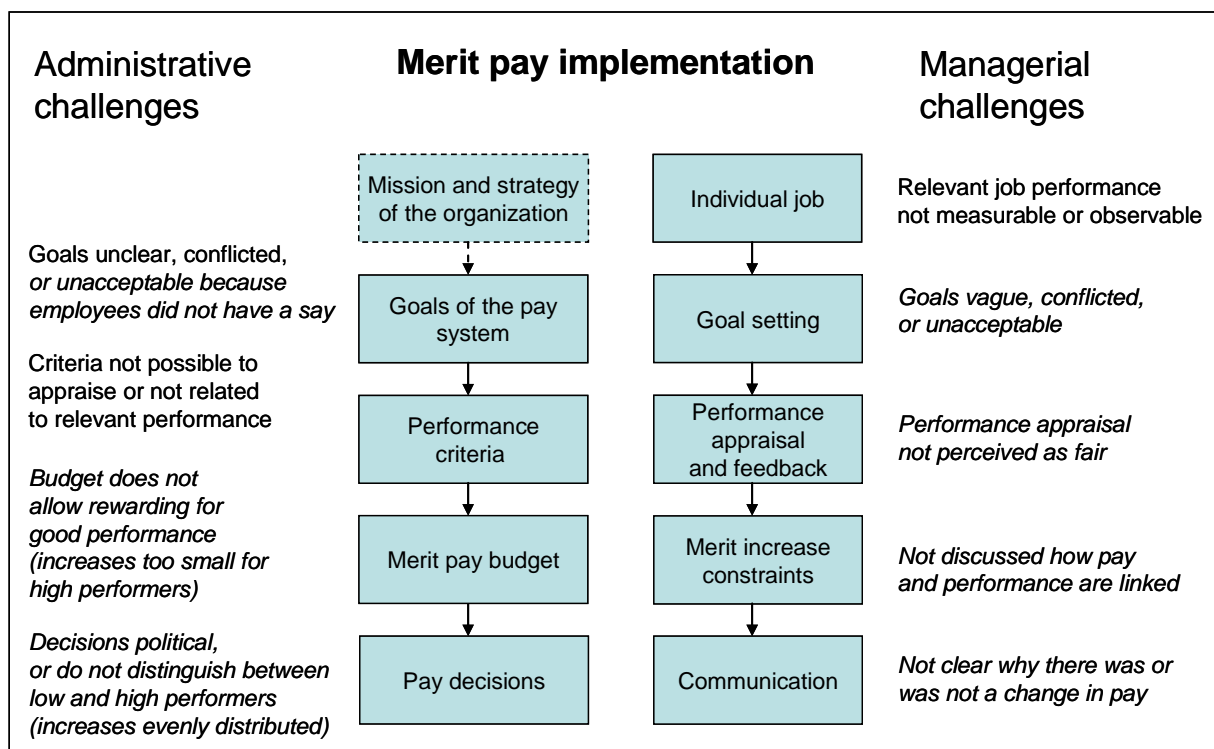 Administrative
challenges
Merit pay implementation
Managerial
challenges
Mission and strategy
of the organization
Individual job
Relevant job performance
not measurable or observable
Goals unclear, conflicted,
or unacceptable because
employees did not have a say
Goals of the pay
system
Goal setting
Goals vague, conflicted,
or unacceptable
Criteria not possible to
appraise or not related
to relevant performance
Performance
criteria
Performance
appraisal
and feedback
Performance appraisal
not perceived as fair
Budget does not
allow rewarding for
good performance
(increases too small for
high performers)
Merit pay budget
Merit increase
constraints
Not discussed how pay
and performance are linked
Decisions political,
or do not distinguish between
low and high performers
(increases evenly distributed)
Pay decisions
Communication
Not clear why there was or
was not a change in pay